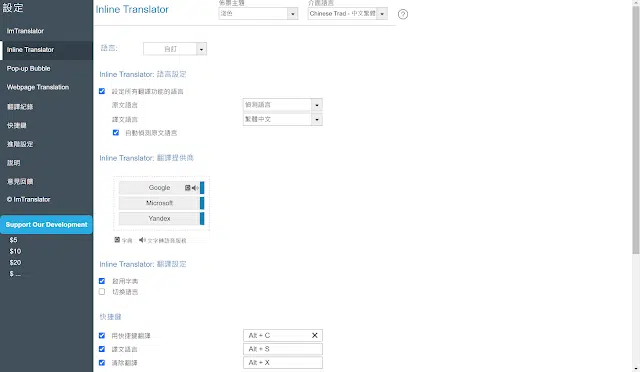 設定
ImTranslator
Inline Translator
Pop-up Bubble
Webpage Translation
翻譯紀錄
快捷鍵
進階設定
說明
意見回饋
© ImTranslator
Support Our Development
$5
$10
$20
$ ...
Inline Translator
佈景主題
淺色
介面語言
Chinese Trad - 中文繁體
?
語言:
自訂
Inline Translator: 語言設定
設定所有翻譯功能的語言
原文語言
偵測語言
譯文語言
繁體中文
自動偵測原文語言
Inline Translator: 翻譯提供商
Google
Microsoft
Yandex
字典
文字轉語音服務
Inline Translator: 翻譯設定
啟用字典
切換語言
快捷鍵
用快捷鍵翻譯
Alt + C
譯文語言
Alt + S
清除翻譯
Alt + X